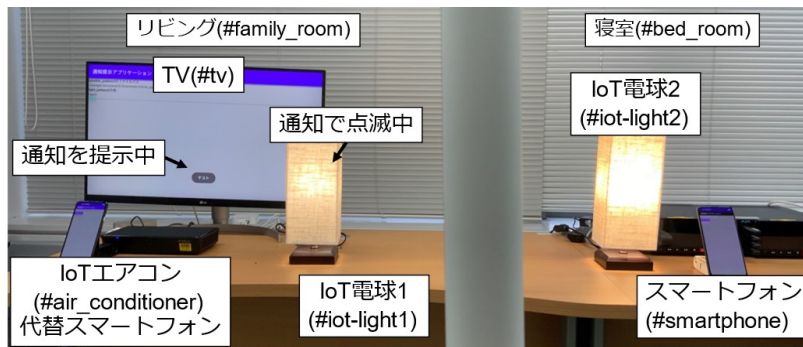 リビング(#family_room)
寝室(#bed_room)
TV(#tv)
IoT電球2
(#iot-light2)
通知で点滅中
通知を提示中
テスト
IoTエアコン
(#air_conditioner)
代替スマートフォン
IoT電球1
(#iot-light1)
スマートフォン
(#smartphone)